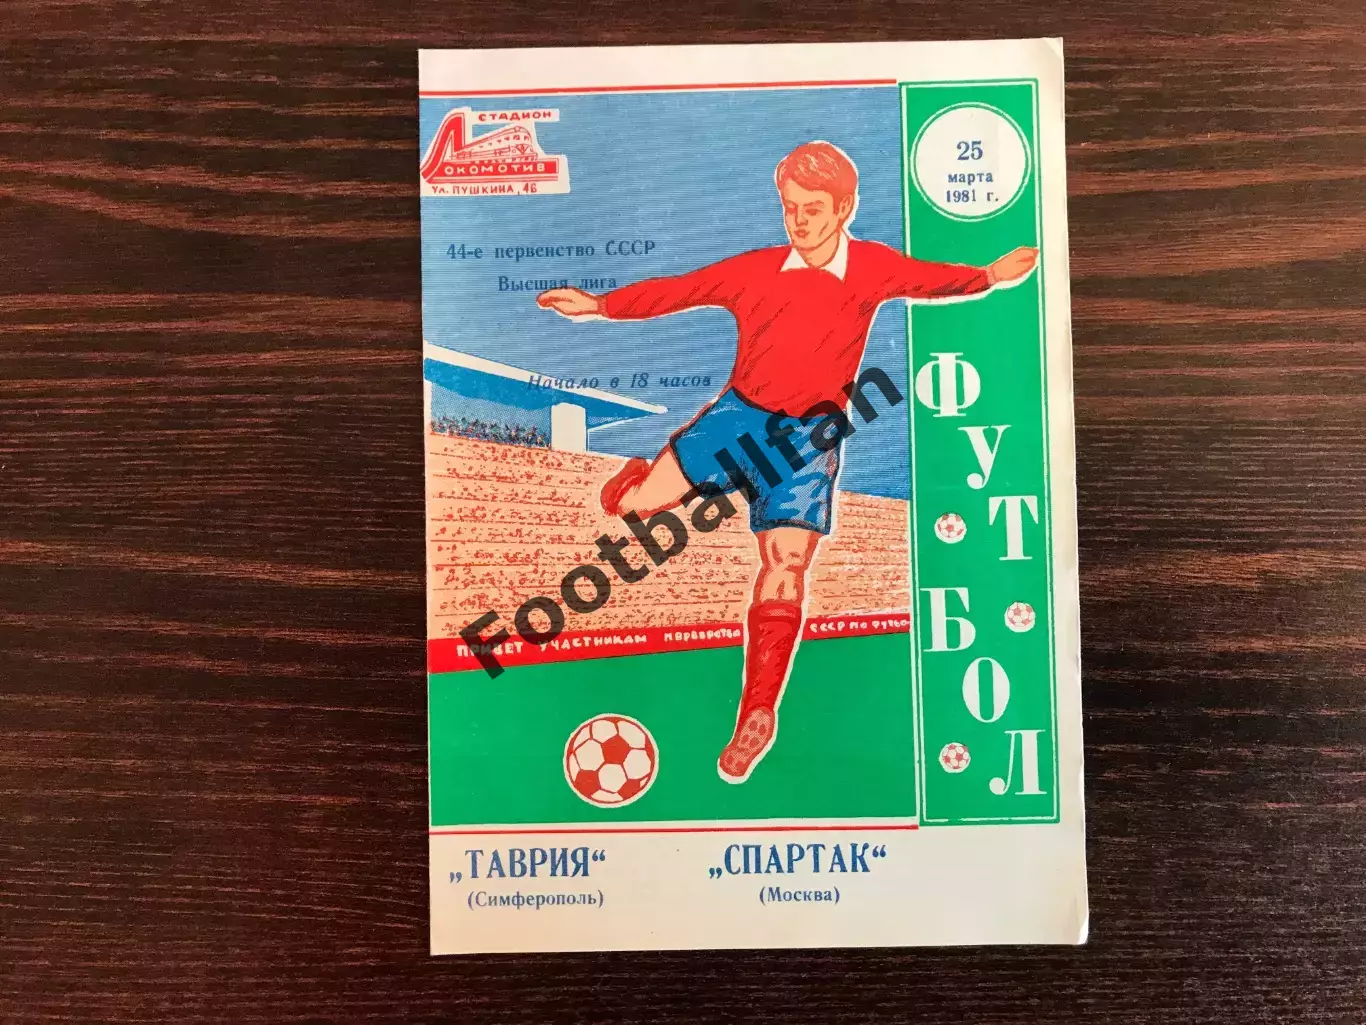 СТАДИОН
ЛОКОМОТИВ
УЛ. ПУШКИНА, 46
25
марта
1981 г.
44-е первенство СССР
Высшая лига
Начало в 18 часов
ФУТБОЛ
ПРИВЕТ УЧАСТНИКАМ ПЕРВЕНСТВА СССР ПО ФУТБО
Footballfan
„ТАВРИЯ“ „СПАРТАК“
(Симферополь) (Москва)